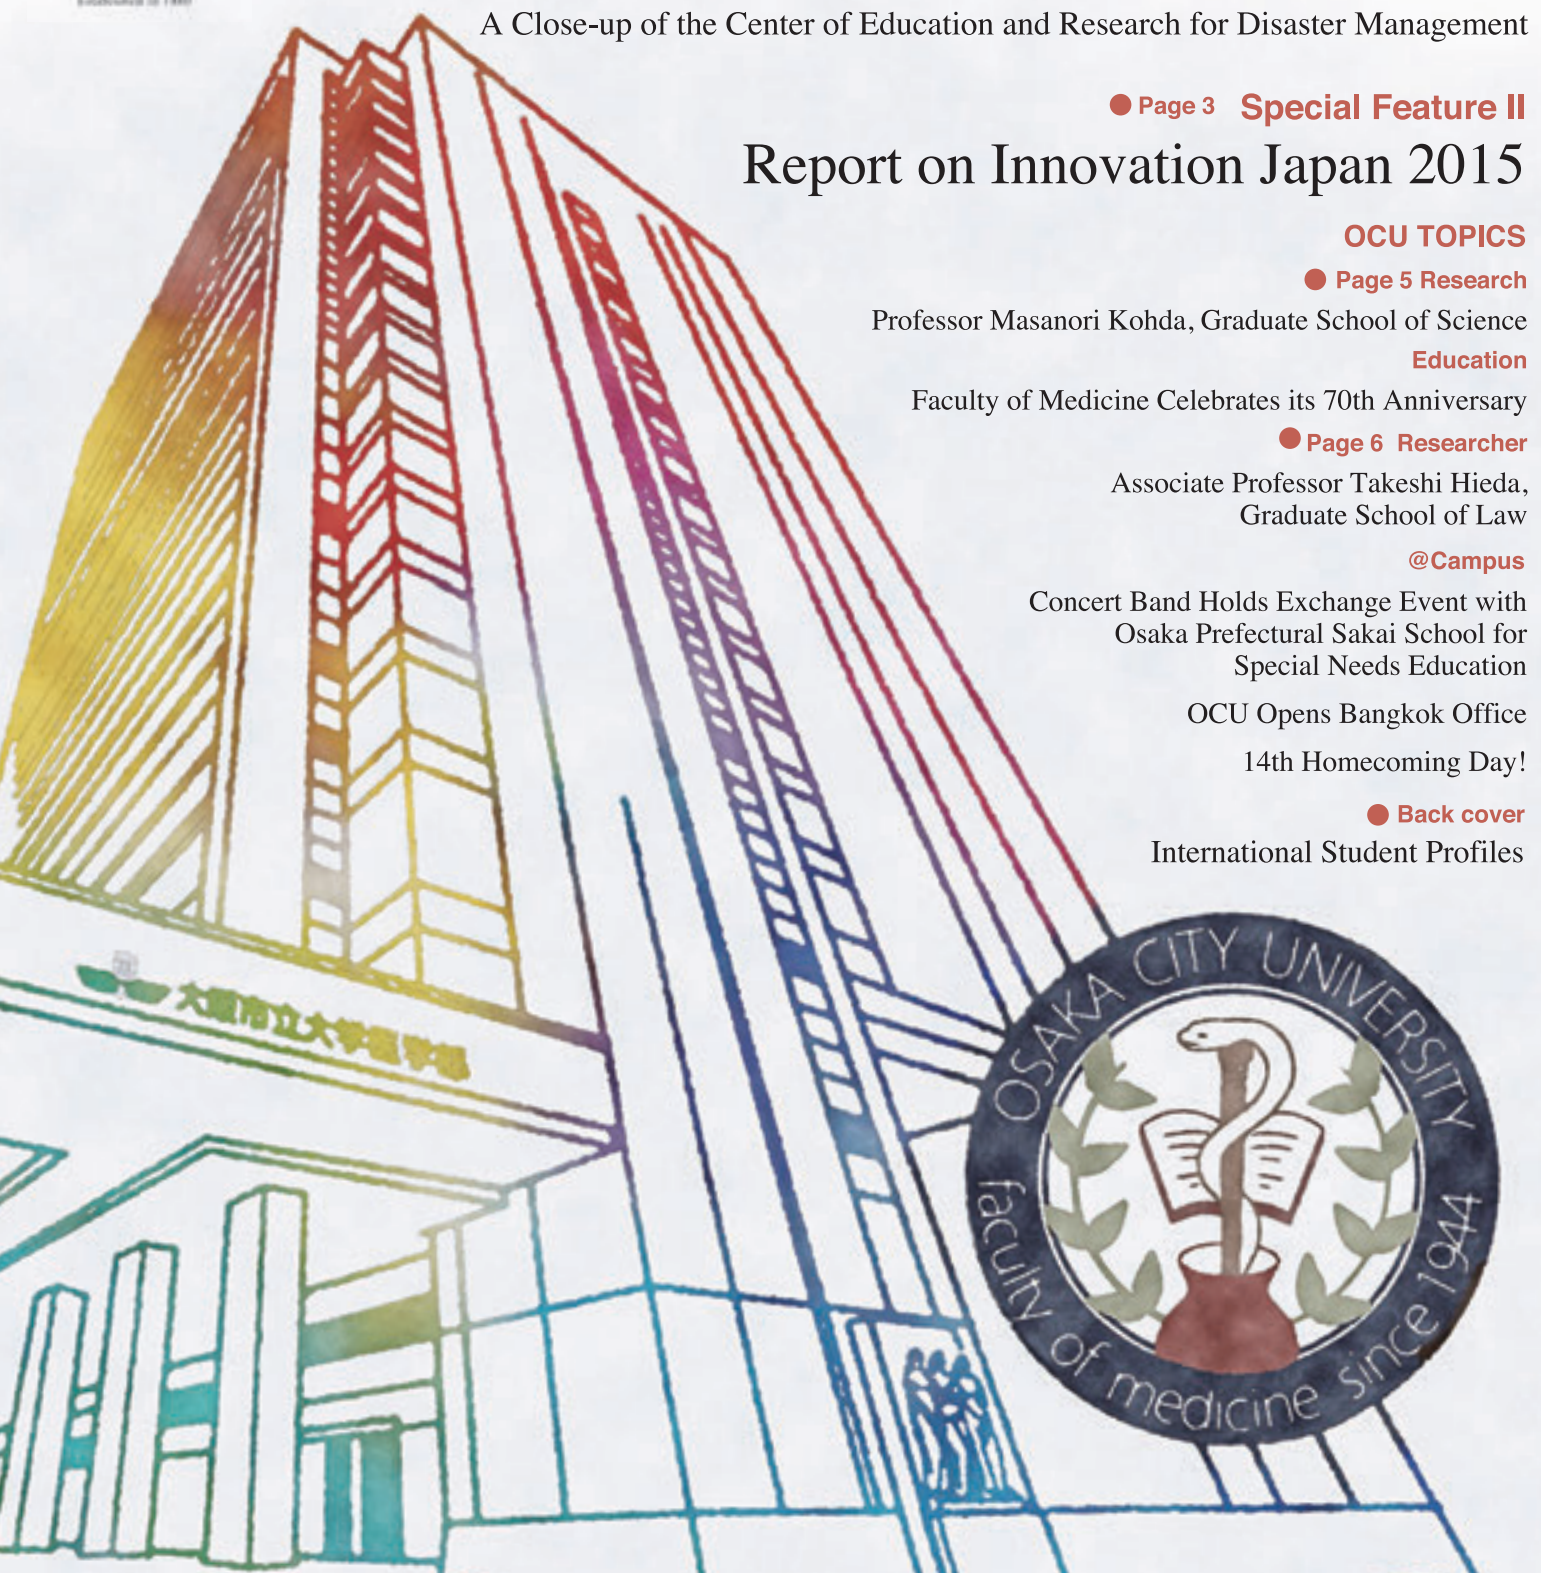 A Close-up of the Center of Education and Research for Disaster Management
● Page 3 Special Feature II
Report on Innovation Japan 2015
OCU TOPICS
● Page 5 Research
Professor Masanori Kohda, Graduate School of Science
Education
Faculty of Medicine Celebrates its 70th Anniversary
● Page 6 Researcher
Associate Professor Takeshi Hieda,
Graduate School of Law
@Campus
Concert Band Holds Exchange Event with
Osaka Prefectural Sakai School for
Special Needs Education
OCU Opens Bangkok Office
14th Homecoming Day!
● Back cover
International Student Profiles
大阪市立大学医学部
OSAKA CITY UNIVERSITY
faculty of medicine since 1944